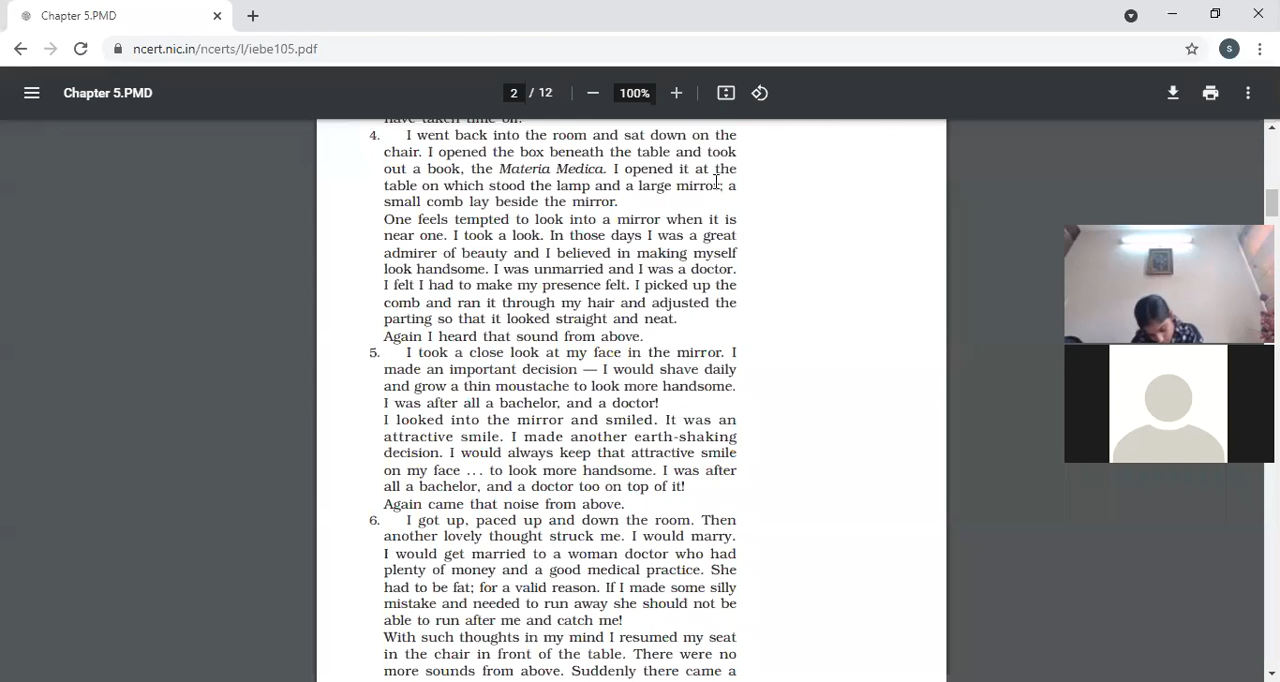 Chapter 5.PMD
ncert.nic.in/ncerts/l/iebe105.pdf
S
Chapter 5.PMD
2 / 12
100%
have taken time off.
4. I went back into the room and sat down on the
chair. I opened the box beneath the table and took
out a book, the Materia Medica. I opened it at the
table on which stood the lamp and a large mirror; a
small comb lay beside the mirror.
One feels tempted to look into a mirror when it is
near one. I took a look. In those days I was a great
admirer of beauty and I believed in making myself
look handsome. I was unmarried and I was a doctor.
I felt I had to make my presence felt. I picked up the
comb and ran it through my hair and adjusted the
parting so that it looked straight and neat.
Again I heard that sound from above.
5. I took a close look at my face in the mirror. I
made an important decision — I would shave daily
and grow a thin moustache to look more handsome.
I was after all a bachelor, and a doctor!
I looked into the mirror and smiled. It was an
attractive smile. I made another earth-shaking
decision. I would always keep that attractive smile
on my face ... to look more handsome. I was after
all a bachelor, and a doctor too on top of it!
Again came that noise from above.
6. I got up, paced up and down the room. Then
another lovely thought struck me. I would marry.
I would get married to a woman doctor who had
plenty of money and a good medical practice. She
had to be fat; for a valid reason. If I made some silly
mistake and needed to run away she should not be
able to run after me and catch me!
With such thoughts in my mind I resumed my seat
in the chair in front of the table. There were no
more sounds from above. Suddenly there came a